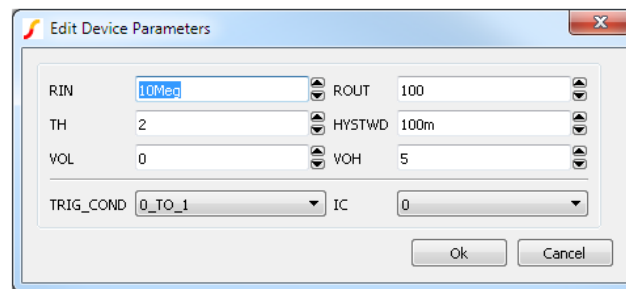 Edit Device Parameters
RIN 10Meg ROUT 100
TH 2 HYSTWD 100m
VOL 0 VOH 5
TRIG_COND 0_TO_1 IC 0
Ok Cancel